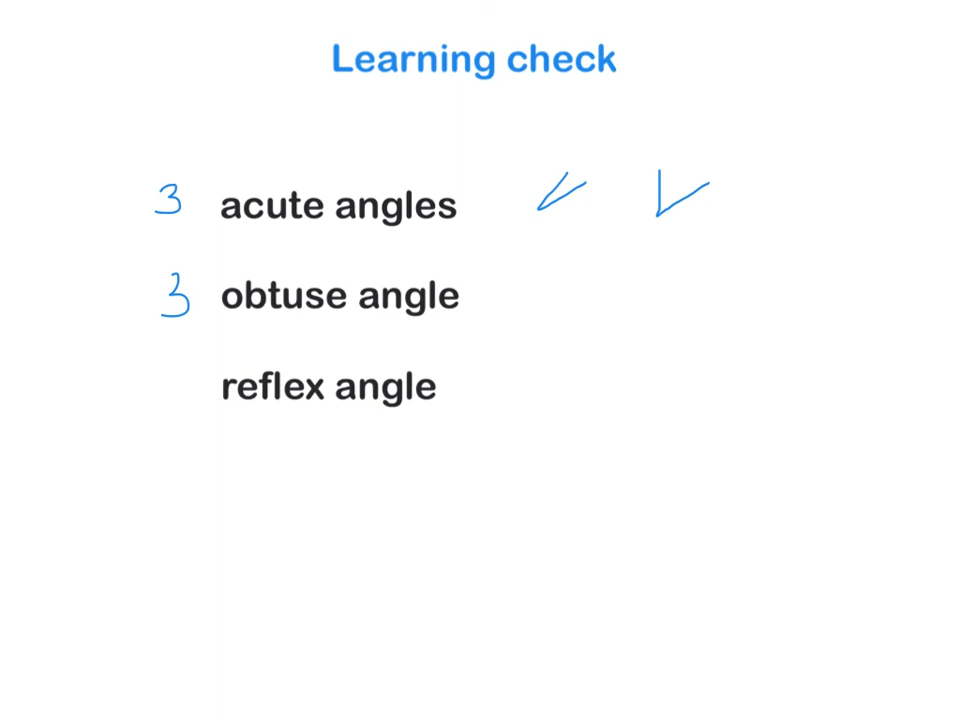 Learning check
3 acute angles
3 obtuse angle
reflex angle